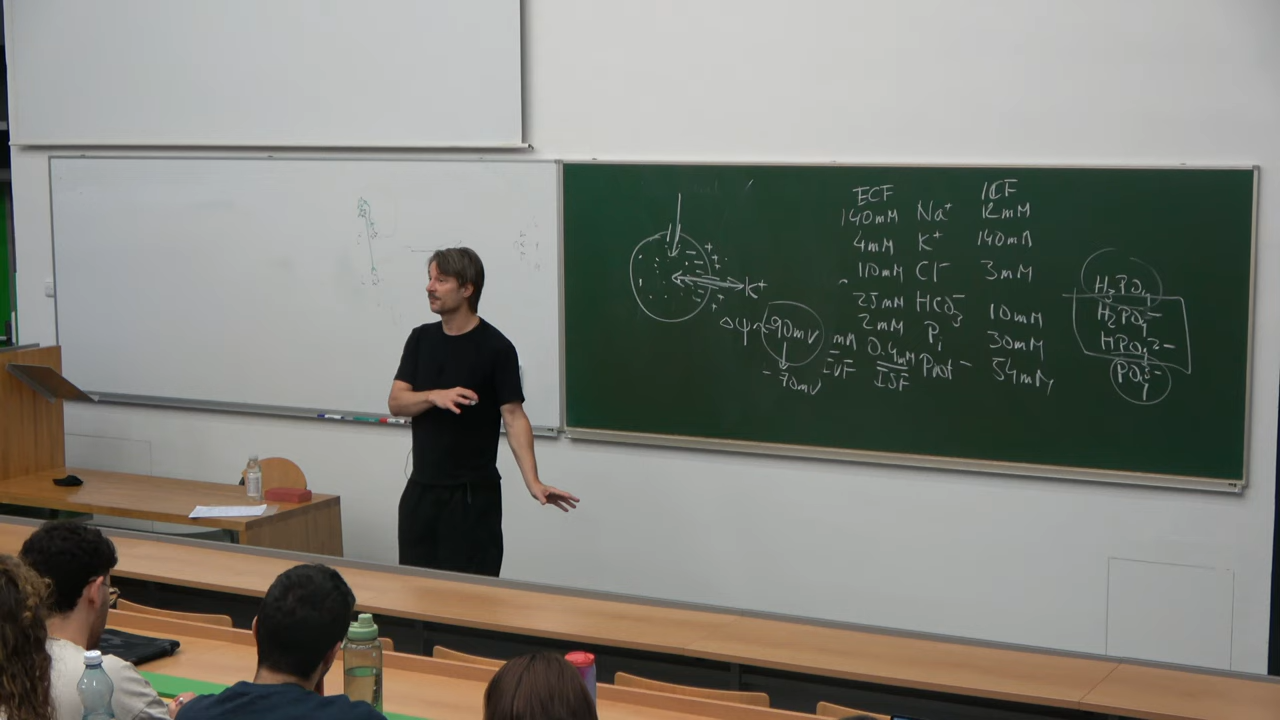 K⁺
Δψ ~ -90mV
-70mV
ECF ICF
140mM Na⁺ 12mM
4mM K⁺ 140mM
110mM Cl⁻ 3mM
25mM HCO₃⁻ 10mM
2mM Pᵢ 30mM
mM 0.4mM Prot⁻ 54mM
IVF ISF
H₃PO₄
H₂PO₄⁻
HPO₄²⁻
PO₄³⁻